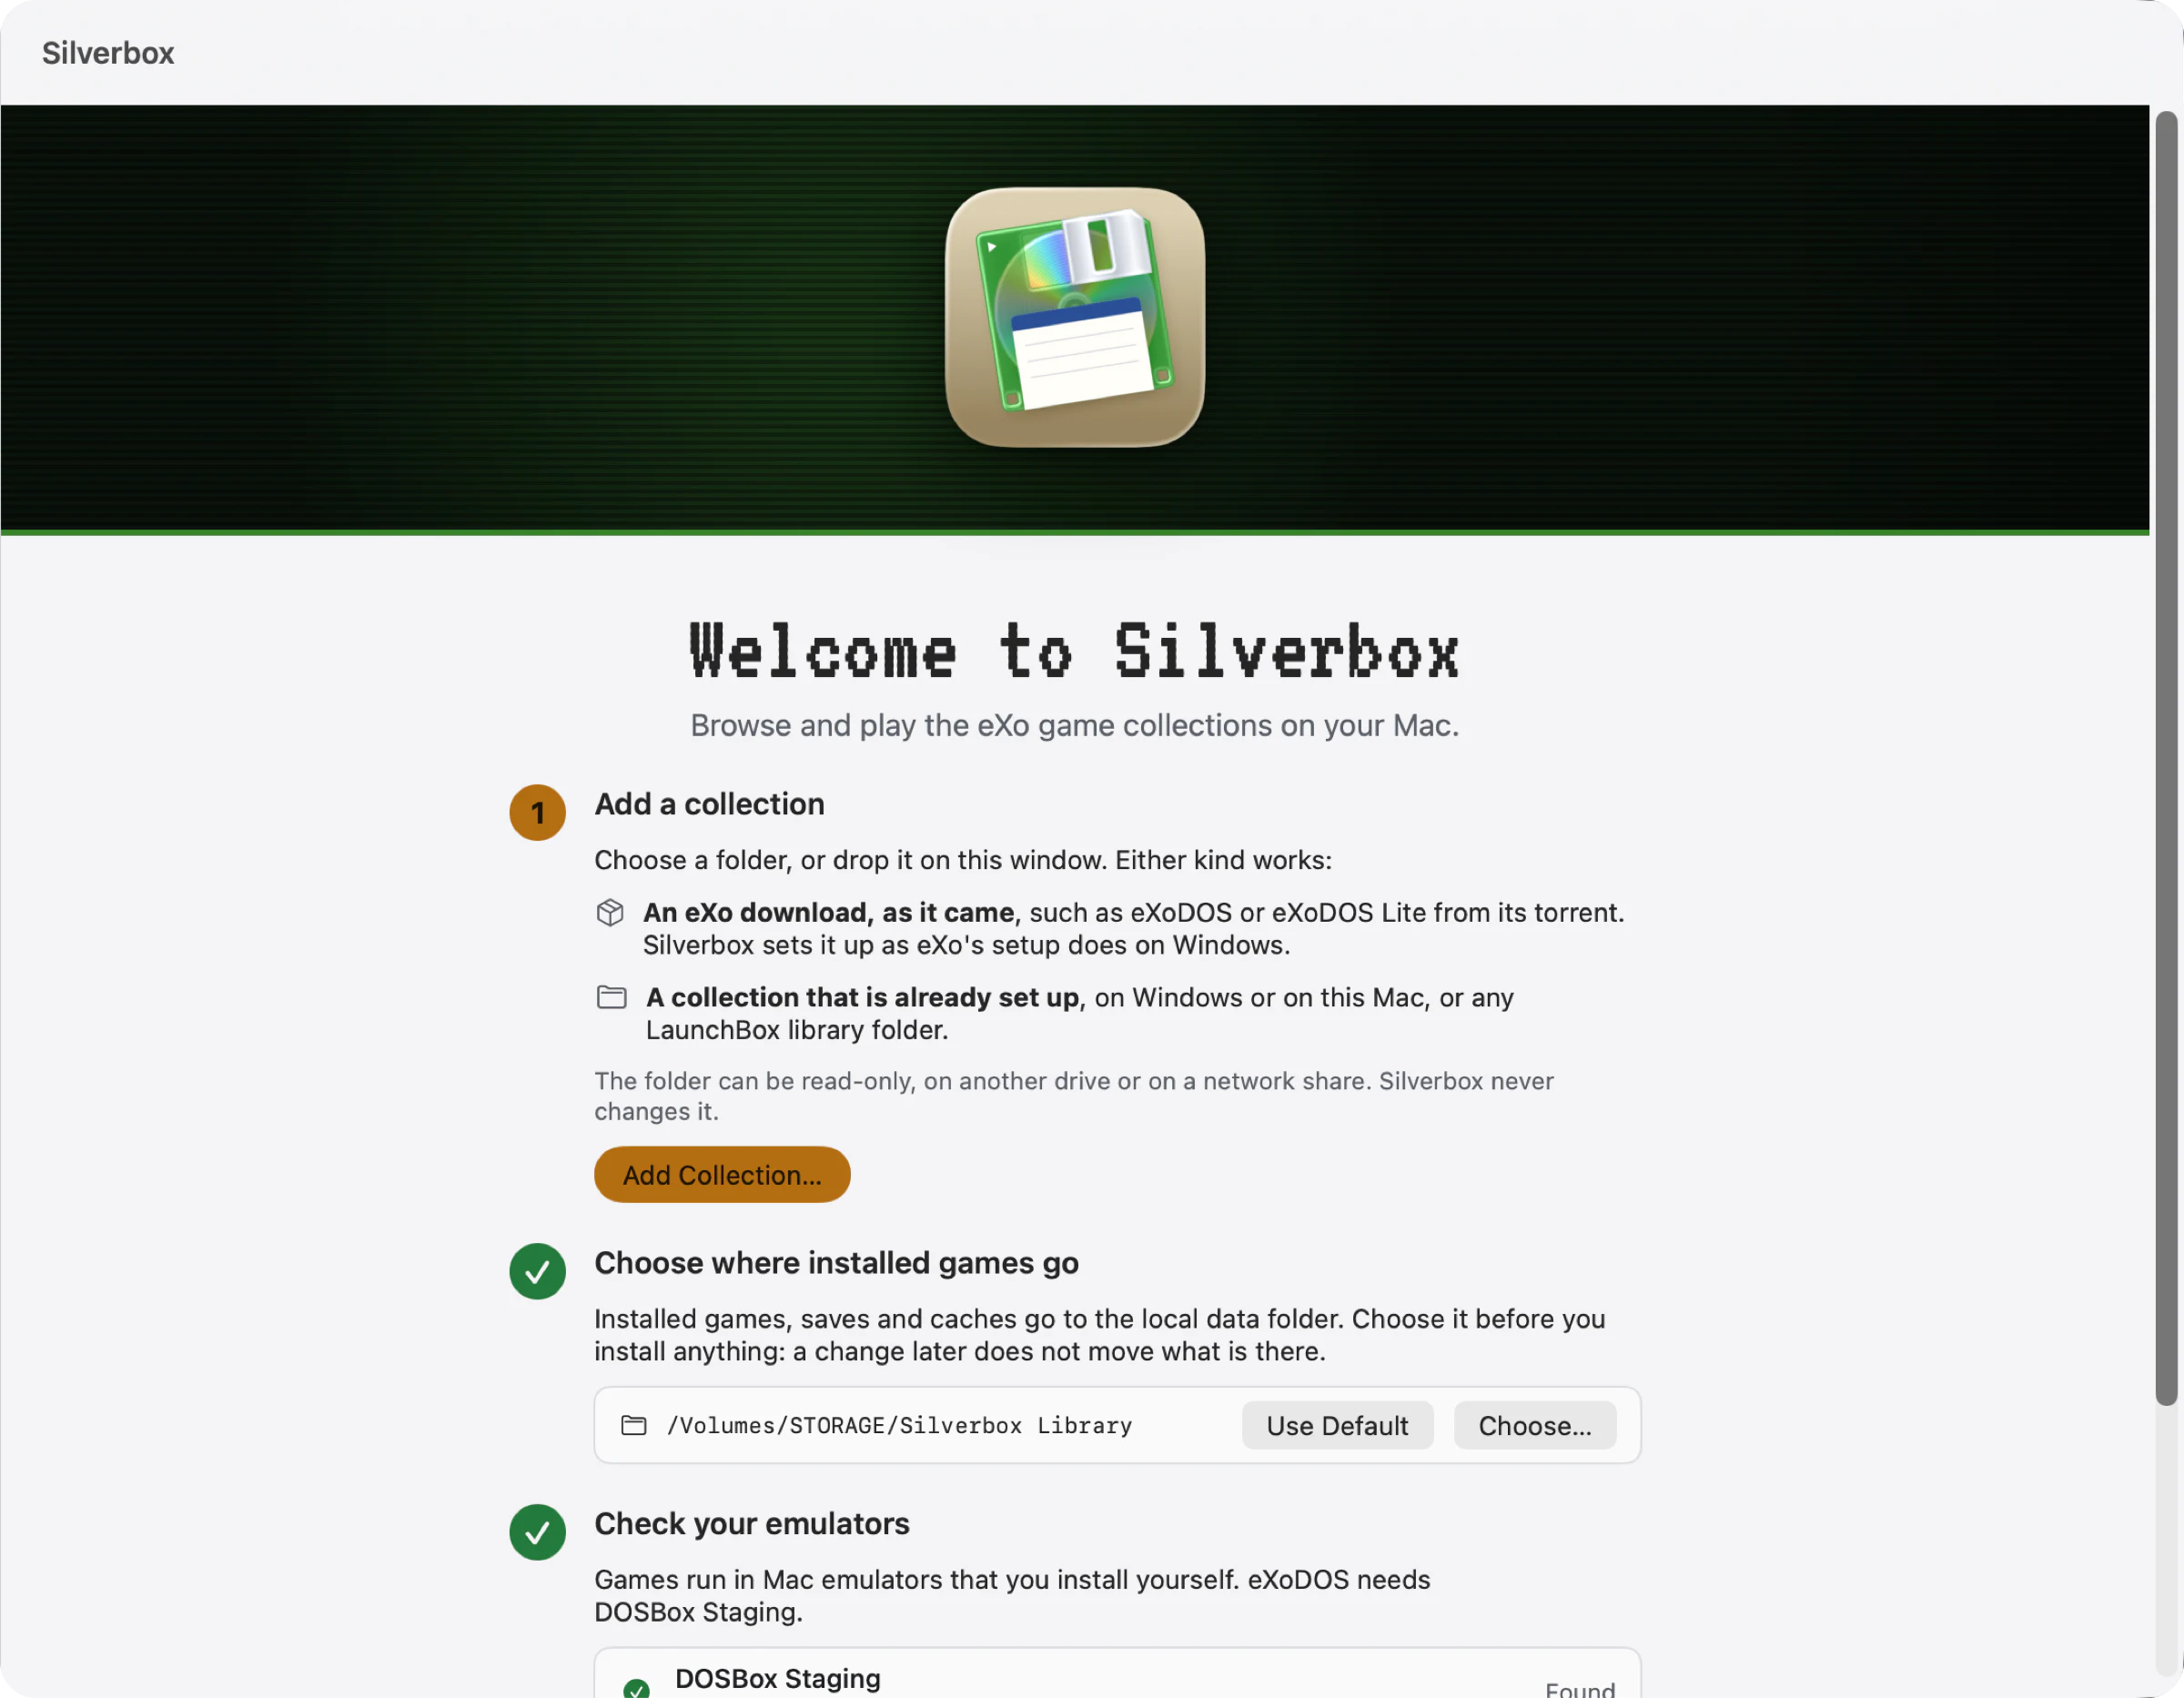 Silverbox
Welcome to Silverbox
Browse and play the eXo game collections on your Mac.
1
Add a collection
Choose a folder, or drop it on this window. Either kind works:
An eXo download, as it came, such as eXoDOS or eXoDOS Lite from its torrent.
Silverbox sets it up as eXo's setup does on Windows.
A collection that is already set up, on Windows or on this Mac, or any
LaunchBox library folder.
The folder can be read-only, on another drive or on a network share. Silverbox never
changes it.
Add Collection...
Choose where installed games go
Installed games, saves and caches go to the local data folder. Choose it before you
install anything: a change later does not move what is there.
/Volumes/STORAGE/Silverbox Library
Use Default
Choose...
Check your emulators
Games run in Mac emulators that you install yourself. eXoDOS needs
DOSBox Staging.
DOSBox Staging
Found